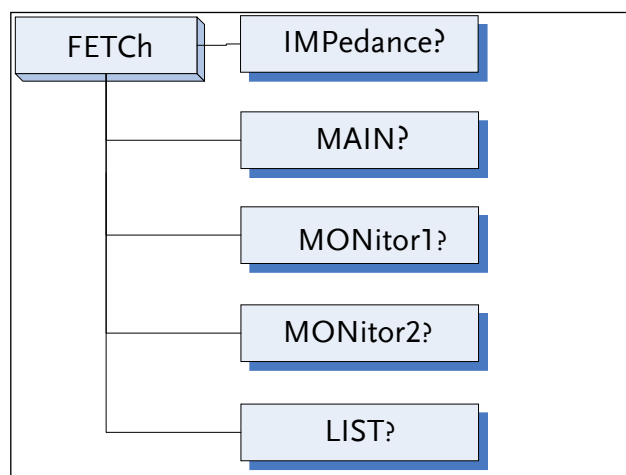 FETCh
IMPedance?
MAIN?
MONitor1?
MONitor2?
LIST?